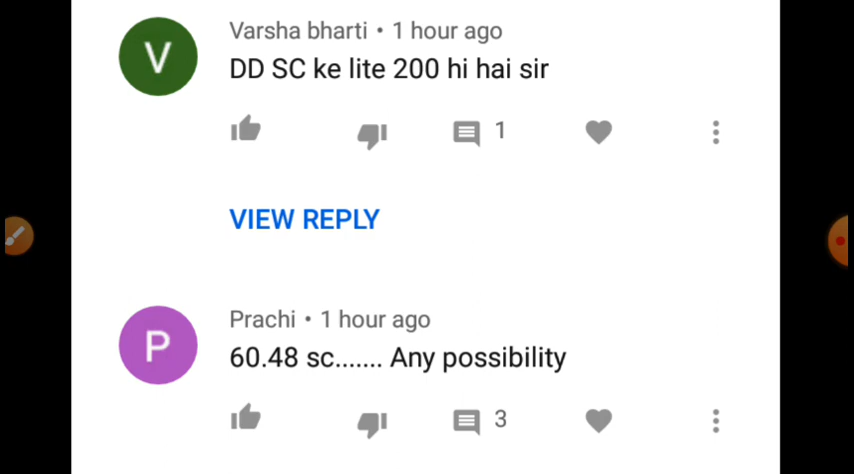 V
Varsha bharti • 1 hour ago
DD SC ke lite 200 hi hai sir
1
VIEW REPLY
P
Prachi • 1 hour ago
60.48 sc....... Any possibility
3